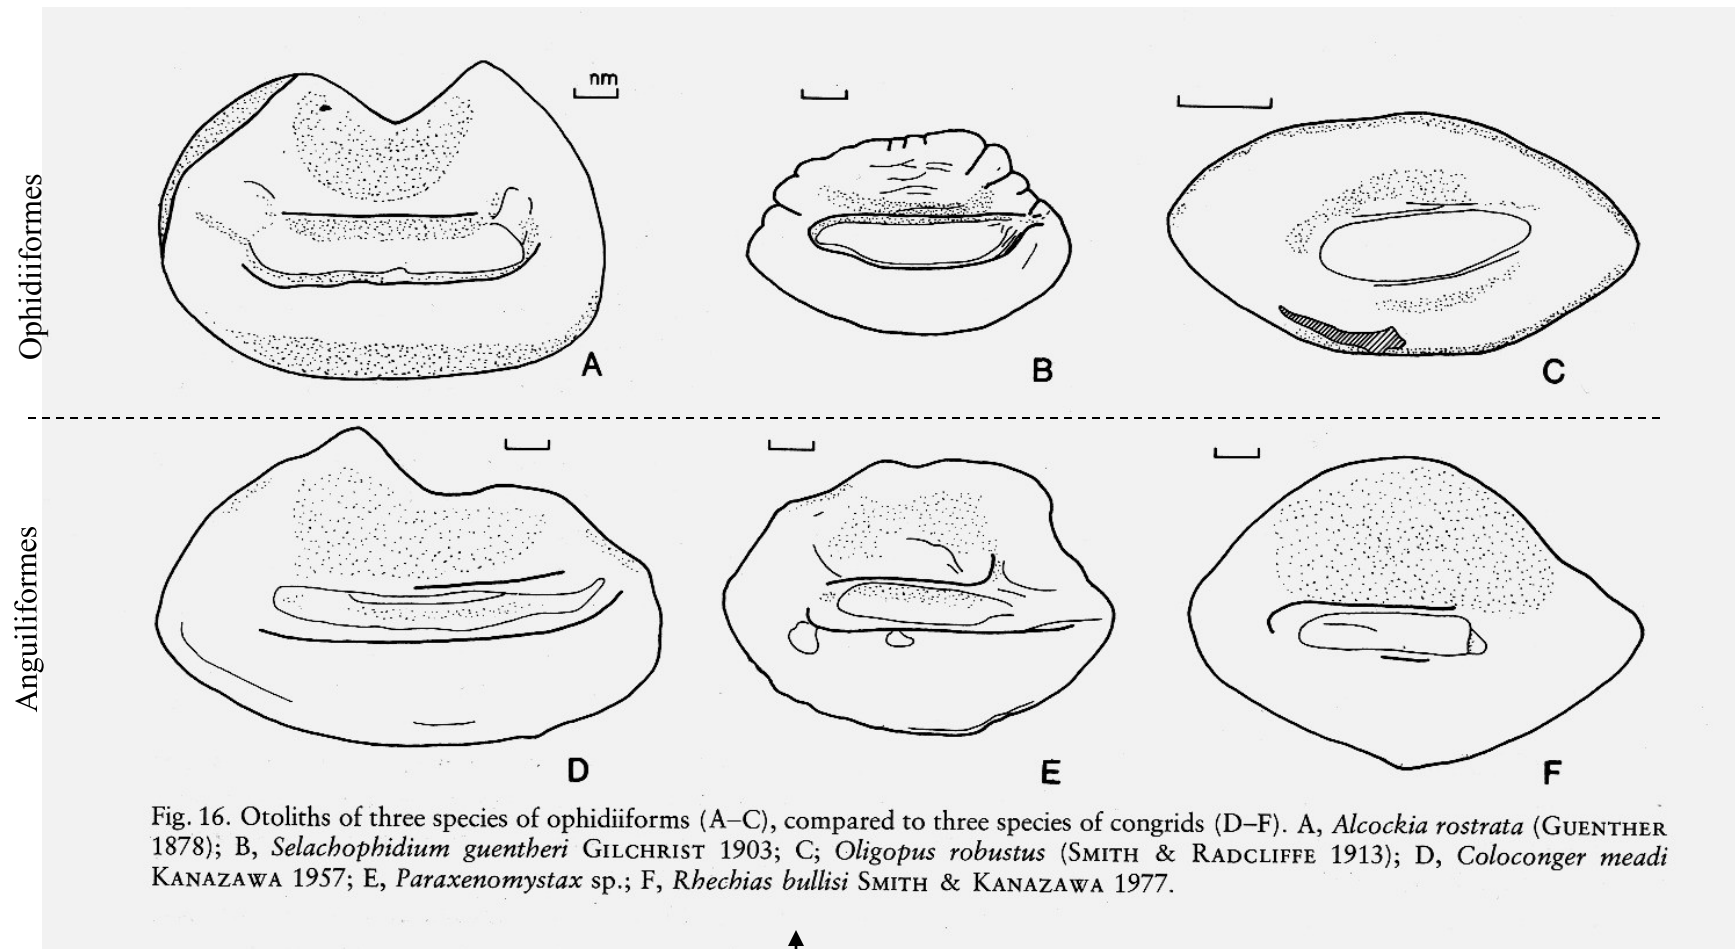 Ophidiiformes
nm
A
B
C
Anguiliformes
D
E
F
Fig. 16. Otoliths of three species of ophidiiforms (A–C), compared to three species of congrids (D–F). A, Alcockia rostrata (GUENTHER
1878); B, Selachophidium guentheri GILCHRIST 1903; C; Oligopus robustus (SMITH & RADCLIFFE 1913); D, Coloconger meadi
KANAZAWA 1957; E, Paraxenomystax sp.; F, Rhechias bullisi SMITH & KANAZAWA 1977.